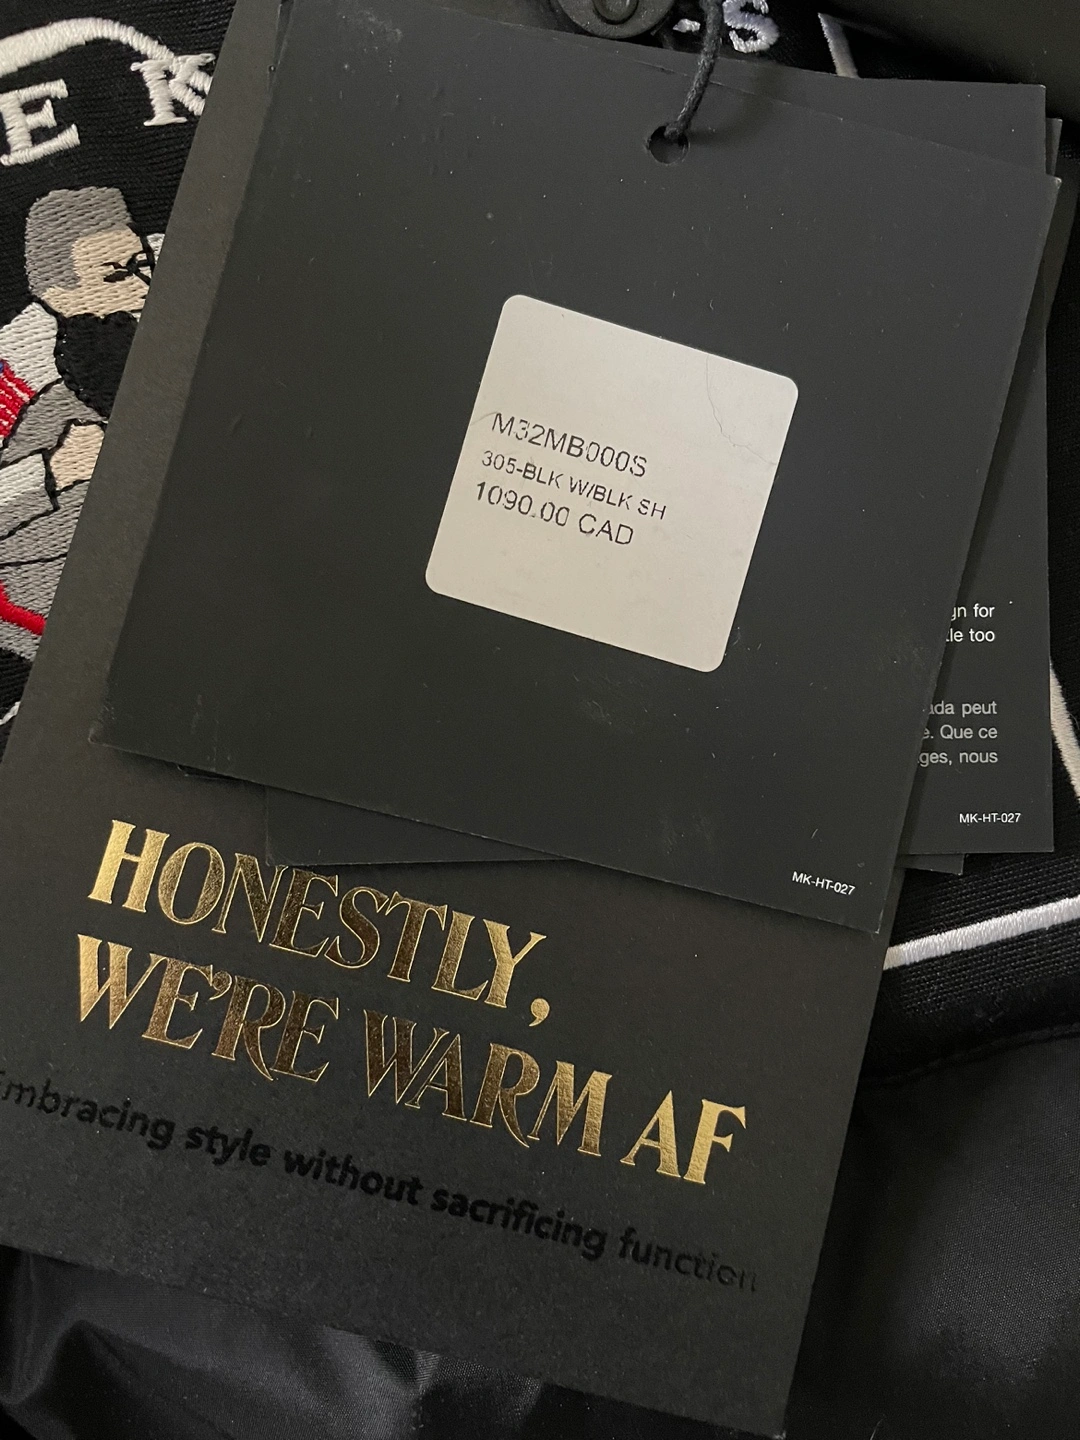 E K
-S
M32MB000S
305-BLK W/BLK SH
1090.00 CAD
gn for
tle too
ada peut
e. Que ce
ges, nous
MK-HT-027
MK-HT-027
HONESTLY,
WE'RE WARM AF
Embracing style without sacrificing function